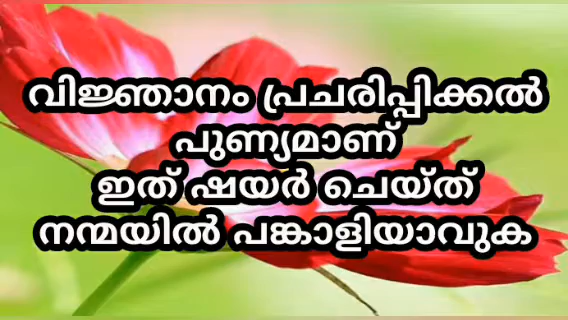 വിജ്ഞാനം പ്രചരിപ്പിക്കൽ
പുണ്യമാണ്
ഇത് ഷയർ ചെയ്ത്
നന്മയിൽ പങ്കാളിയാവുക